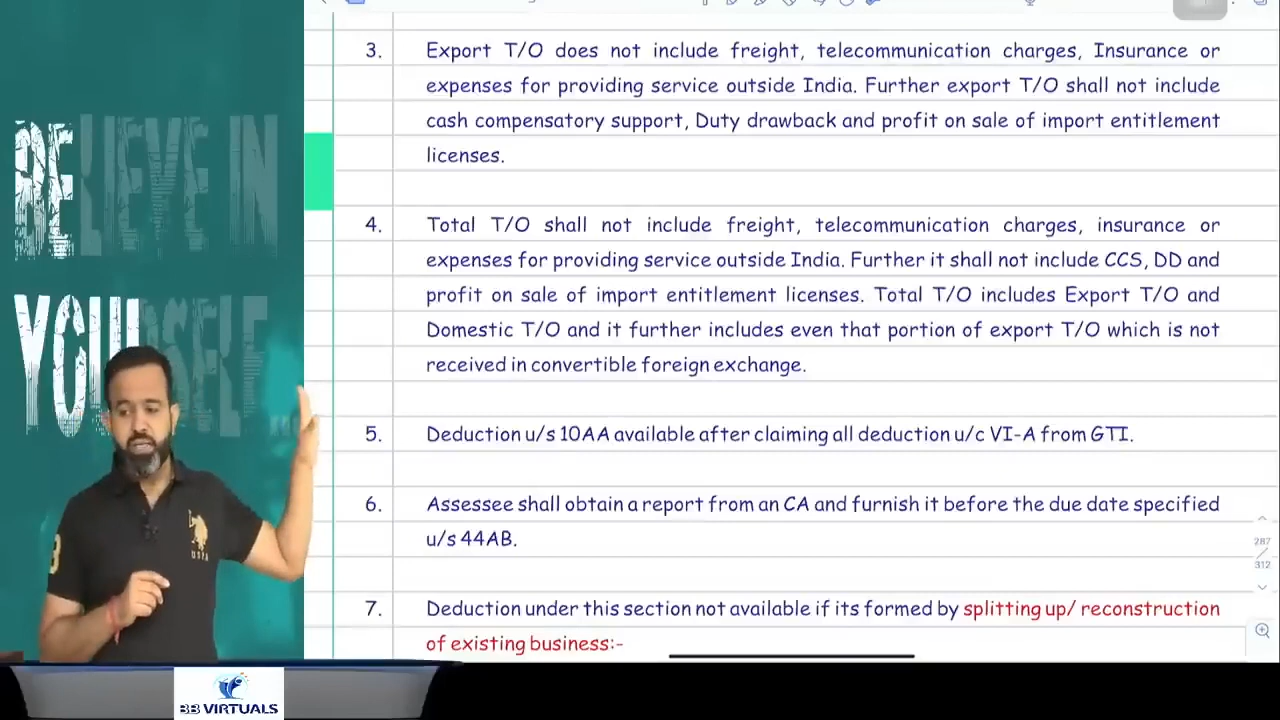 BELIEVE IN
YOURSELF
3. Export T/O does not include freight, telecommunication charges, Insurance or
expenses for providing service outside India. Further export T/O shall not include
cash compensatory support, Duty drawback and profit on sale of import entitlement
licenses.
4. Total T/O shall not include freight, telecommunication charges, insurance or
expenses for providing service outside India. Further it shall not include CCS, DD and
profit on sale of import entitlement licenses. Total T/O includes Export T/O and
Domestic T/O and it further includes even that portion of export T/O which is not
received in convertible foreign exchange.
5. Deduction u/s 10AA available after claiming all deduction u/c VI-A from GTI.
6. Assessee shall obtain a report from an CA and furnish it before the due date specified
u/s 44AB.
7. Deduction under this section not available if its formed by splitting up/ reconstruction
of existing business:-
287
312
3
USPA
BB VIRTUALS